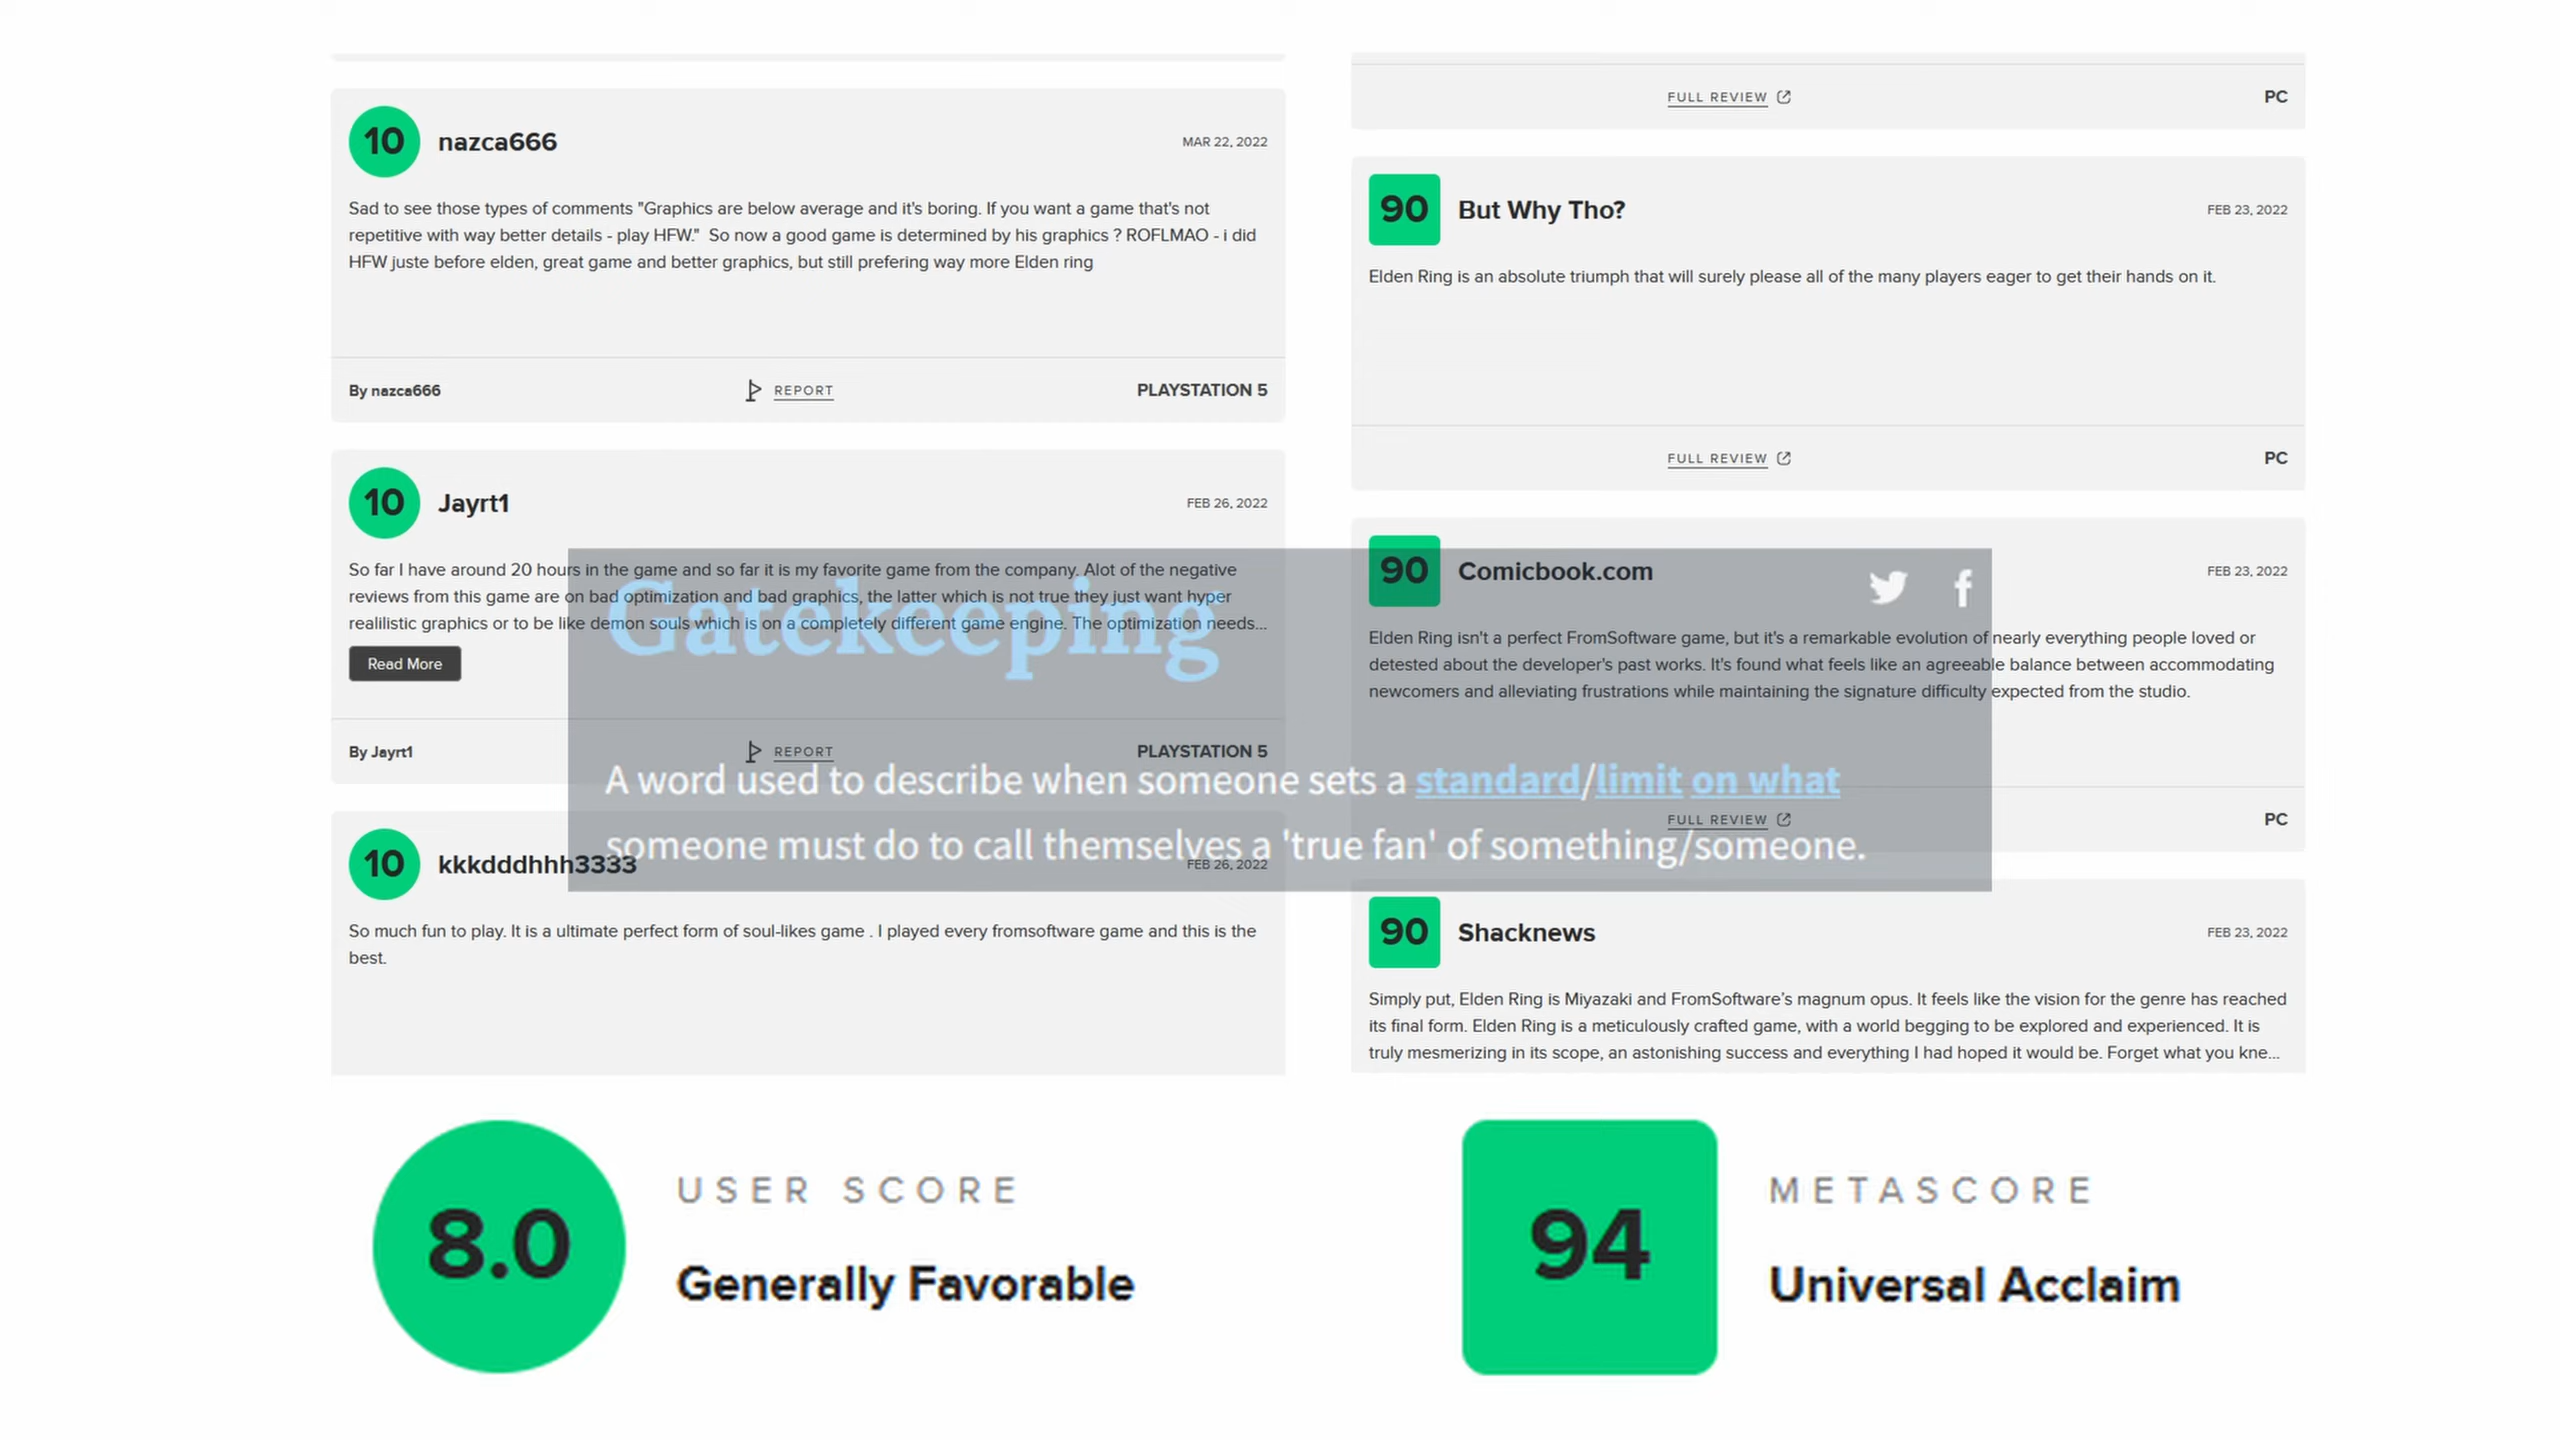 10 nazca666 MAR 22, 2022
Sad to see those types of comments "Graphics are below average and it's boring. If you want a game that's not
repetitive with way better details - play HFW."  So now a good game is determined by his graphics ? ROFLMAO - i did
HFW juste before elden, great game and better graphics, but still prefering way more Elden ring
By nazca666 REPORT PLAYSTATION 5
10 Jayrt1 FEB 26, 2022
So far I have around 20 hours in the game and so far it is my favorite game from the company. Alot of the negative
reviews from this game are on bad optimization and bad graphics, the latter which is not true they just want hyper
realilistic graphics or to be like demon souls which is on a completely different game engine. The optimization needs...
Read More
By Jayrt1 REPORT PLAYSTATION 5
10 kkkdddhhh3333 FEB 26, 2022
So much fun to play. It is a ultimate perfect form of soul-likes game . I played every fromsoftware game and this is the
best.
FULL REVIEW PC
90 But Why Tho? FEB 23, 2022
Elden Ring is an absolute triumph that will surely please all of the many players eager to get their hands on it.
FULL REVIEW PC
90 Comicbook.com FEB 23, 2022
Elden Ring isn't a perfect FromSoftware game, but it's a remarkable evolution of nearly everything people loved or
detested about the developer's past works. It's found what feels like an agreeable balance between accommodating
newcomers and alleviating frustrations while maintaining the signature difficulty expected from the studio.
FULL REVIEW PC
90 Shacknews FEB 23, 2022
Simply put, Elden Ring is Miyazaki and FromSoftware's magnum opus. It feels like the vision for the genre has reached
its final form. Elden Ring is a meticulously crafted game, with a world begging to be explored and experienced. It is
truly mesmerizing in its scope, an astonishing success and everything I had hoped it would be. Forget what you kne...
Gatekeeping
A word used to describe when someone sets a standard/limit on what
someone must do to call themselves a 'true fan' of something/someone.
8.0 USER SCORE
Generally Favorable
94 METASCORE
Universal Acclaim